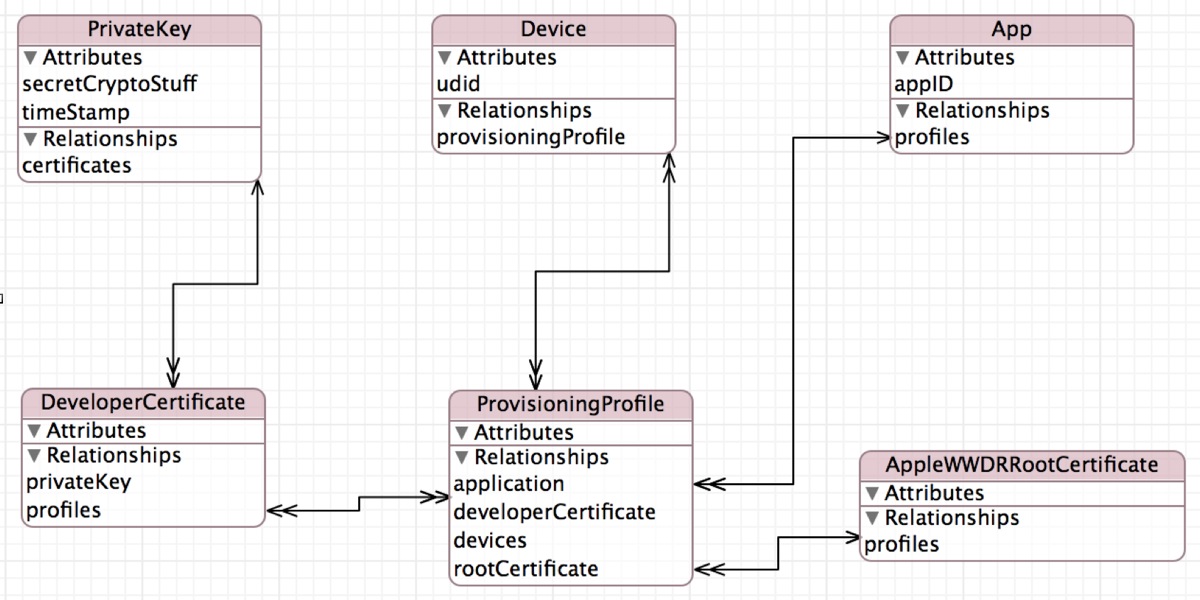 PrivateKey
Attributes
secretCryptoStuff
timeStamp
Relationships
certificates
Device
Attributes
udid
Relationships
provisioningProfile
App
Attributes
appID
Relationships
profiles
DeveloperCertificate
Attributes
Relationships
privateKey
profiles
ProvisioningProfile
Attributes
Relationships
application
developerCertificate
devices
rootCertificate
AppleWWDRRootCertificate
Attributes
Relationships
profiles